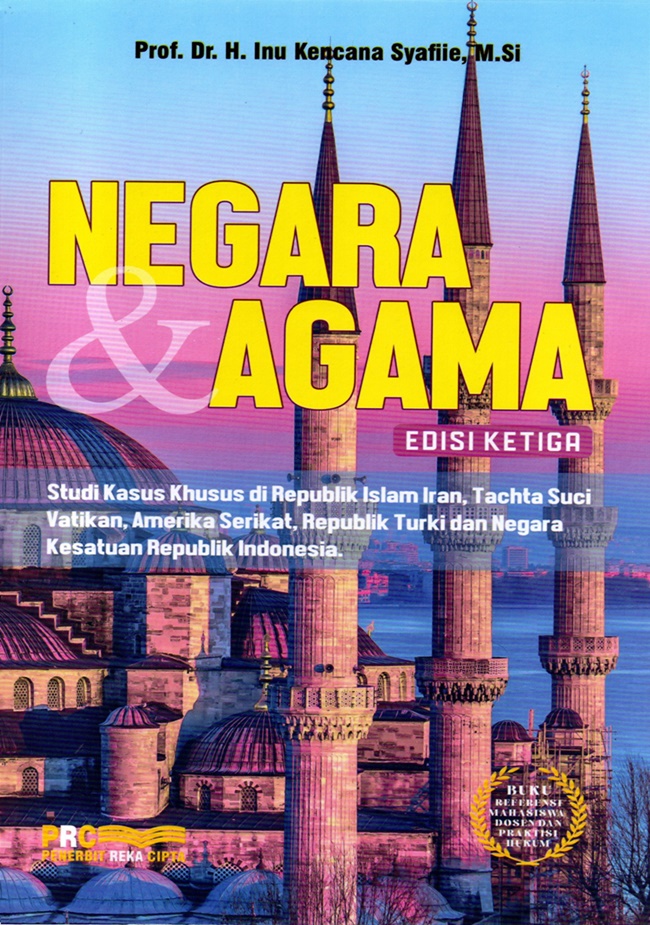 Prof. Dr. H. Inu Kencana Syafiie, M.Si
NEGARA
& AGAMA
EDISI KETIGA
Studi Kasus Khusus di Republik Islam Iran, Tachta Suci
Vatikan, Amerika Serikat, Republik Turki dan Negara
Kesatuan Republik Indonesia.
BUKU
REFERENSI
MAHASISWA
DOSEN DAN
PRAKTISI
HUKUM
PRC
PENERBIT REKA CIPTA